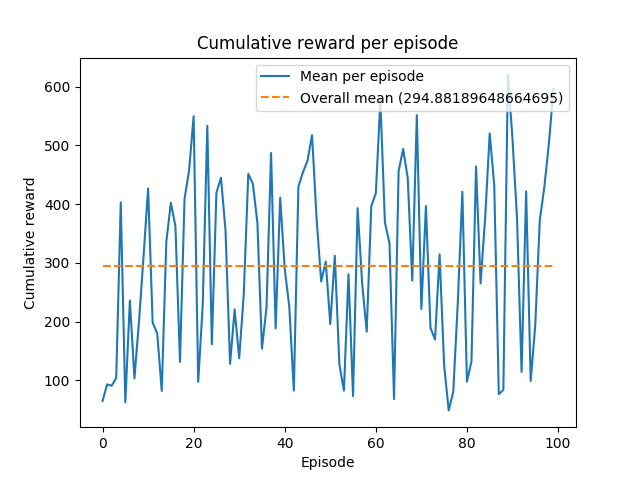 Cumulative reward per episode
Mean per episode
Overall mean (294.88189648664695)
Cumulative reward
600
500
400
300
200
100
0 20 40 60 80 100
Episode